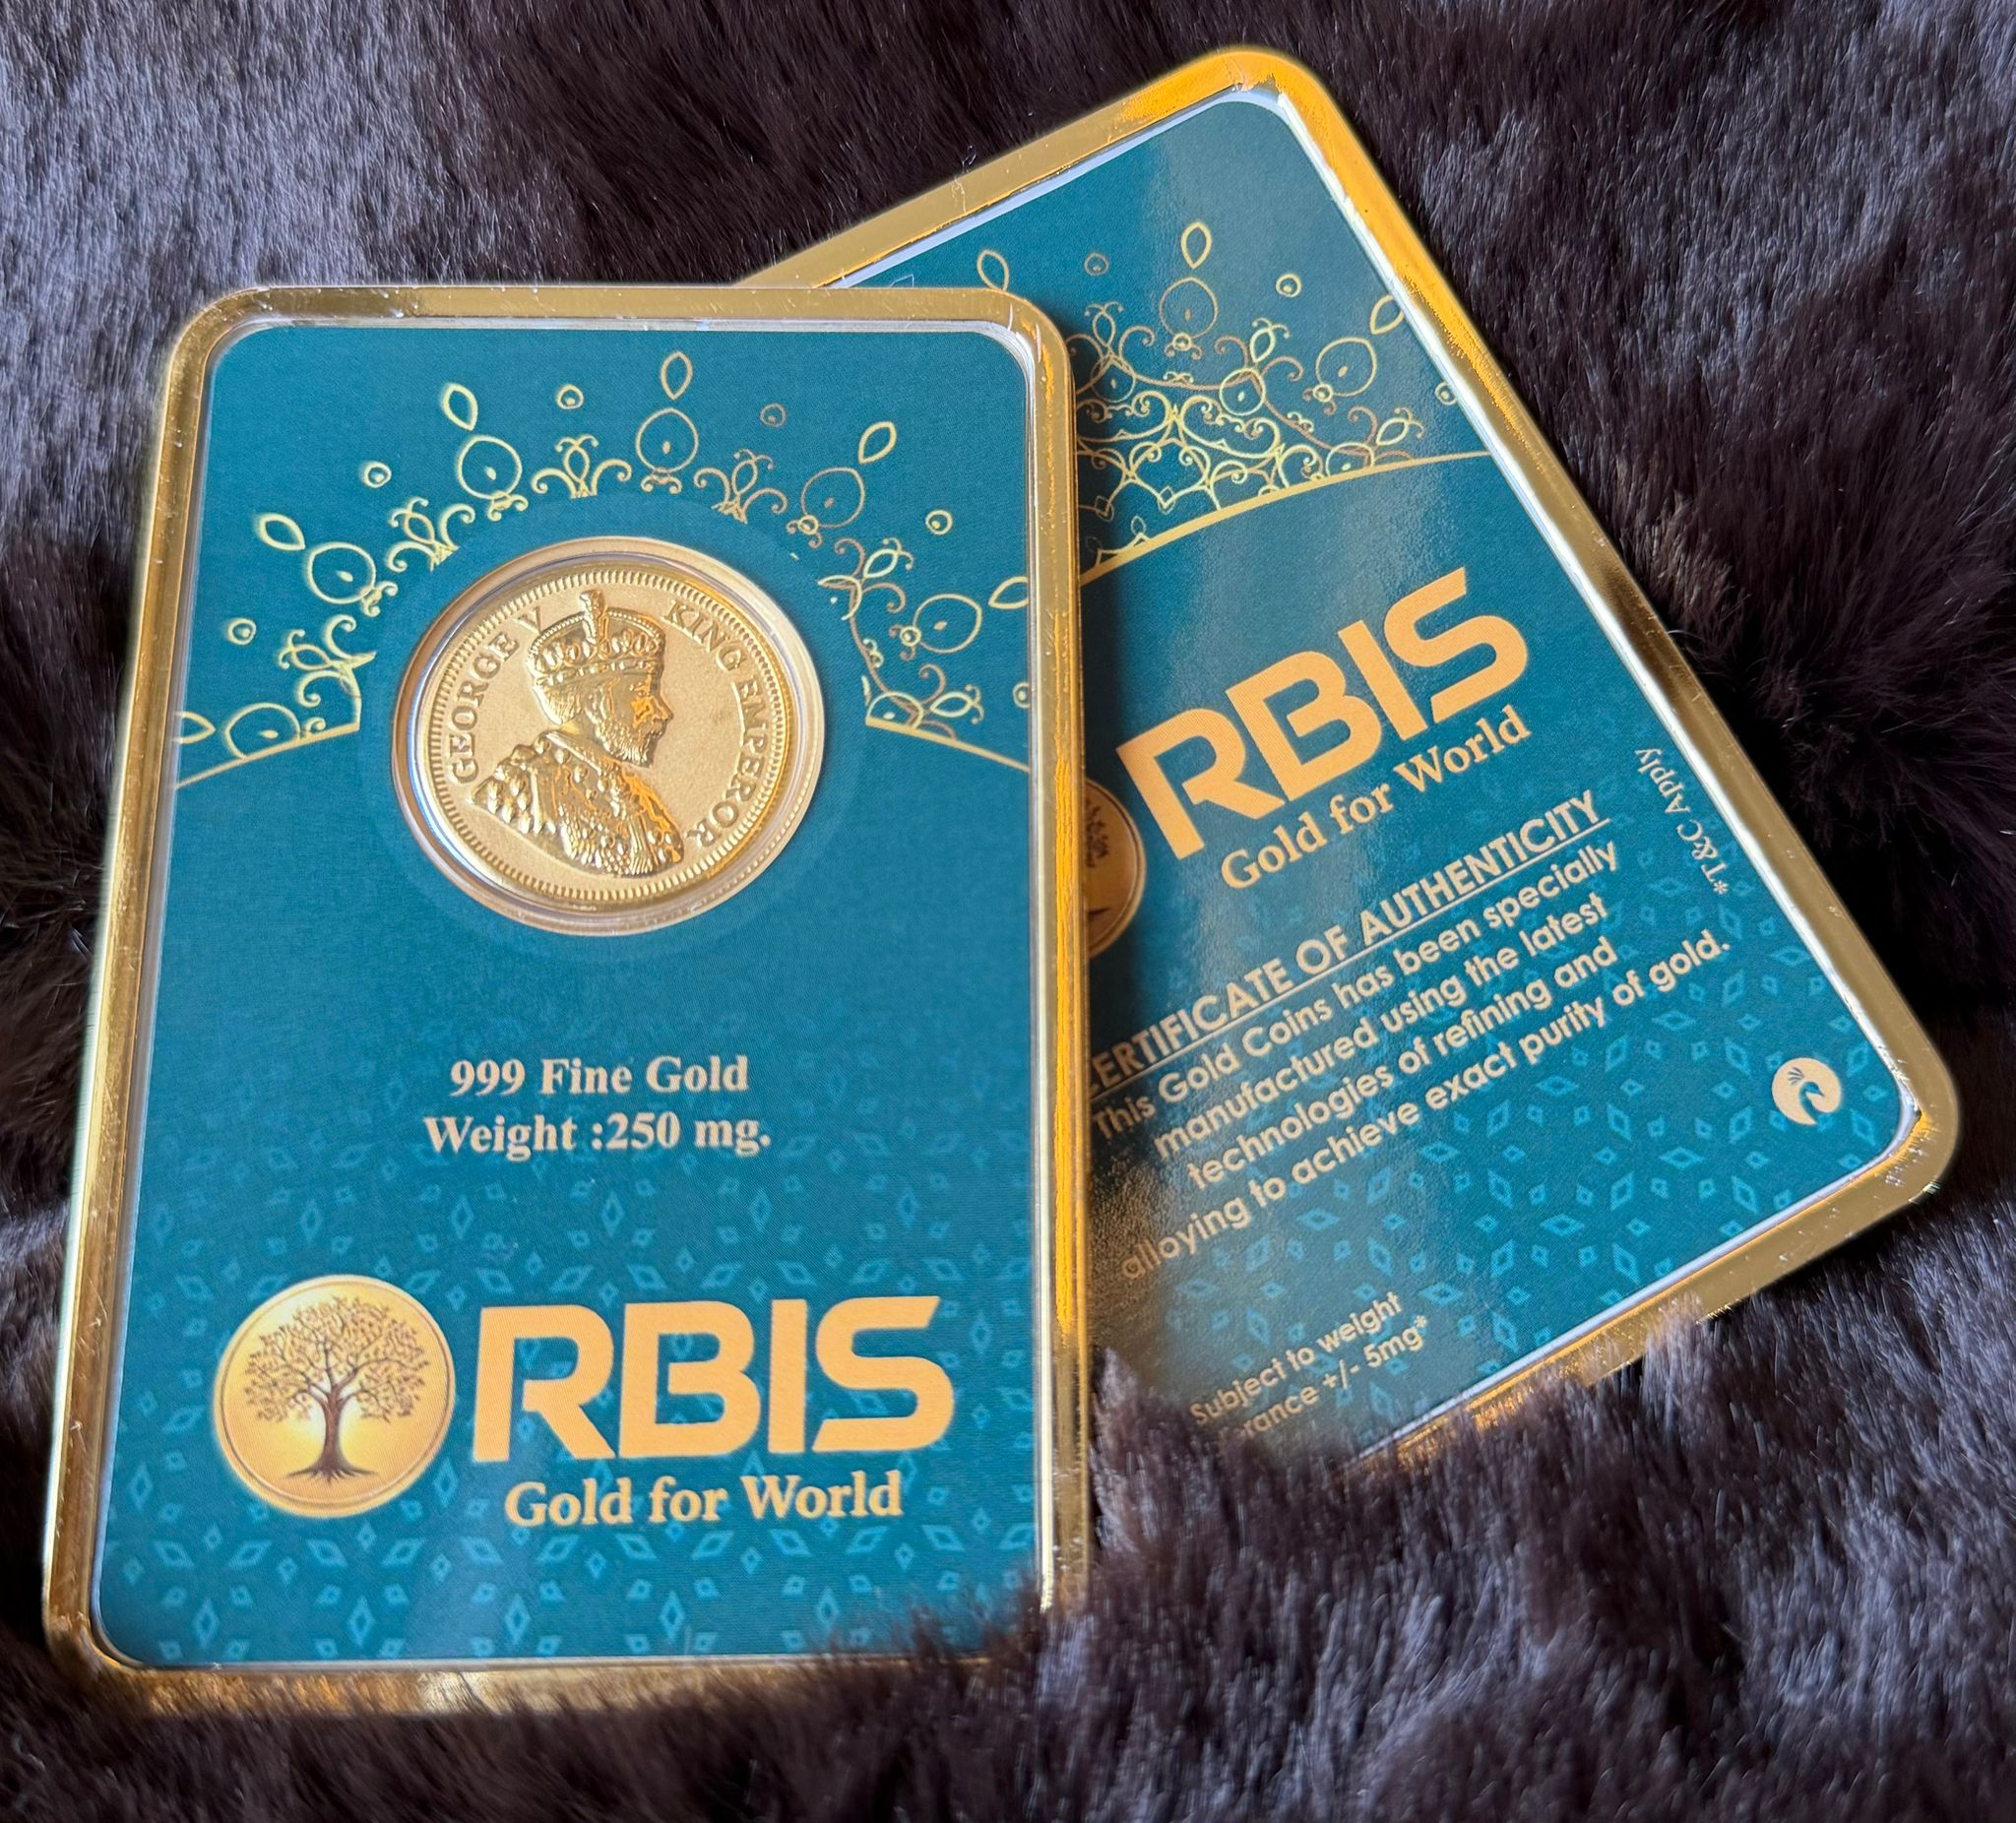 GEORGE V KING EMPEROR
999 Fine Gold
Weight :250 mg.
RBIS
Gold for World
RBIS
Gold for World
*T&C Apply
OF AUTHENTICITY
This Gold Coins has been specially
manufactured using the latest
technologies of refining and
alloying to achieve exact purity of gold.
Subject to weight
+/- 5mg*